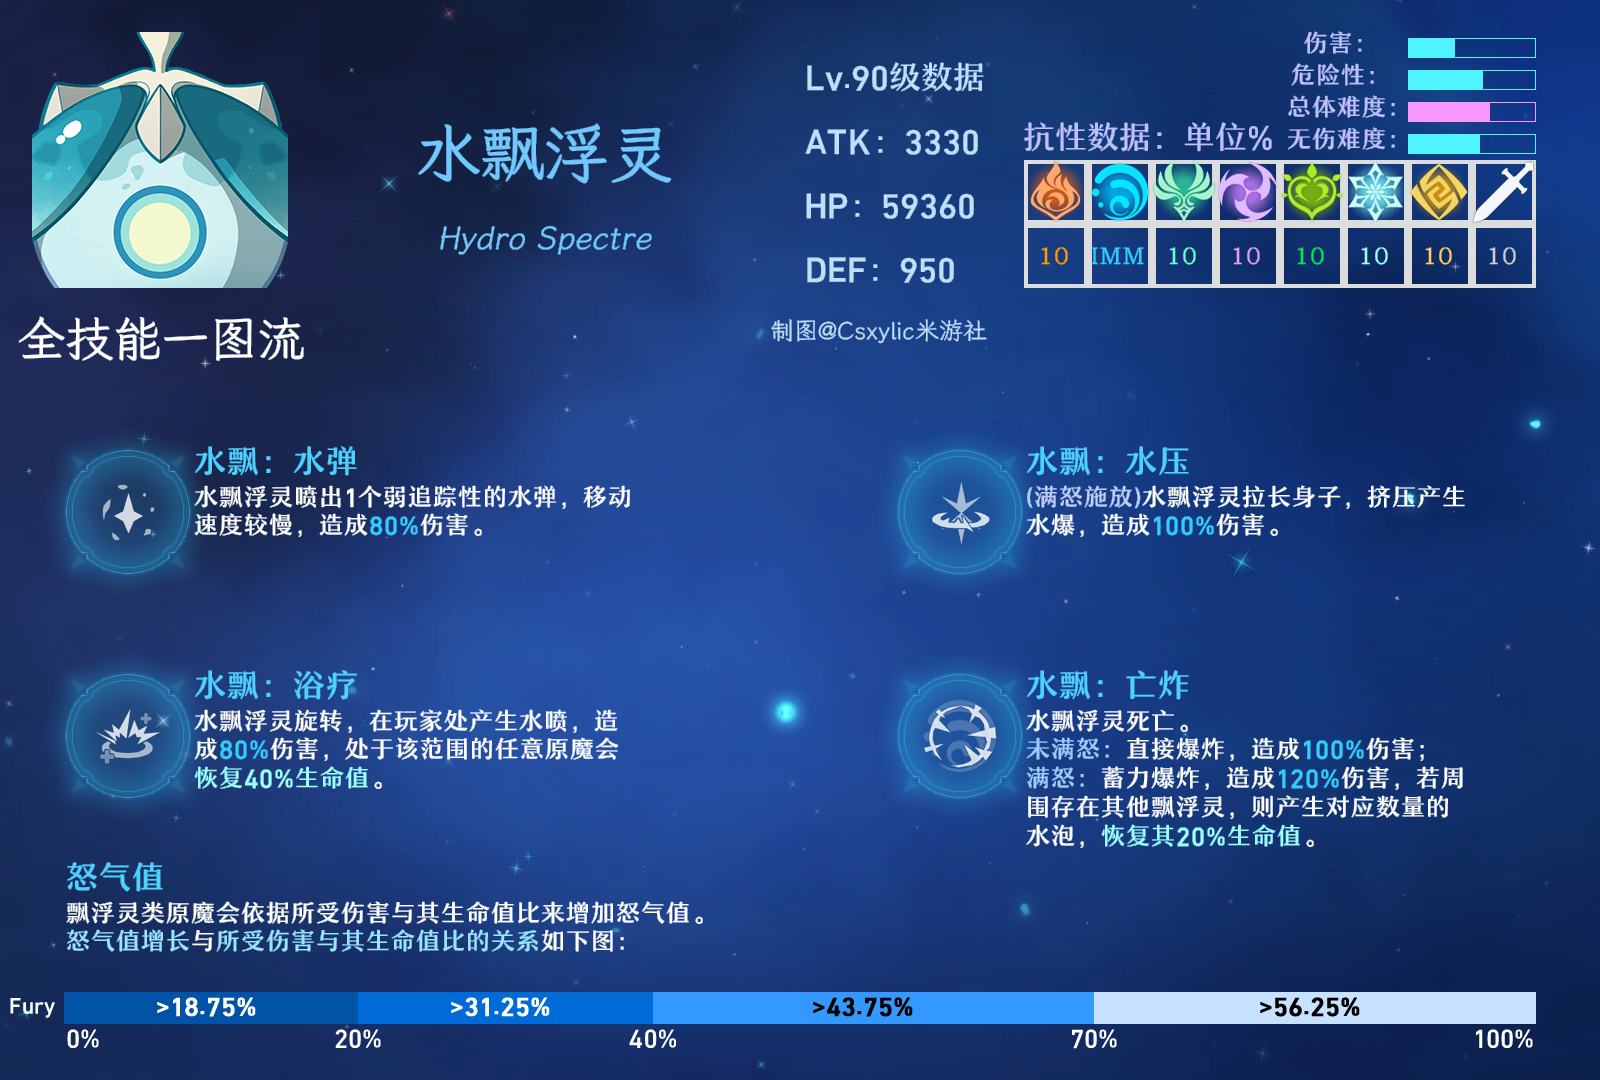 水飘浮灵
Hydro Spectre
全技能一图流
Lv.90级数据
ATK：3330
HP：59360
DEF：950
制图@Csxylic米游社
伤害：
危险性：
总体难度：
无伤难度：
抗性数据：单位%
10 IMM 10 10 10 10 10 10
水飘：水弹
水飘浮灵喷出1个弱追踪性的水弹，移动
速度较慢，造成80%伤害。
水飘：水压
(满怒施放)水飘浮灵拉长身子，挤压产生
水爆，造成100%伤害。
水飘：浴疗
水飘浮灵旋转，在玩家处产生水喷，造
成80%伤害，处于该范围的任意原魔会
恢复40%生命值。
水飘：亡炸
水飘浮灵死亡。
未满怒：直接爆炸，造成100%伤害；
满怒：蓄力爆炸，造成120%伤害，若周
围存在其他飘浮灵，则产生对应数量的
水泡，恢复其20%生命值。
怒气值
飘浮灵类原魔会依据所受伤害与其生命值比来增加怒气值。
怒气值增长与所受伤害与其生命值比的关系如下图：
Fury >18.75% >31.25% >43.75% >56.25%
0% 20% 40% 70% 100%